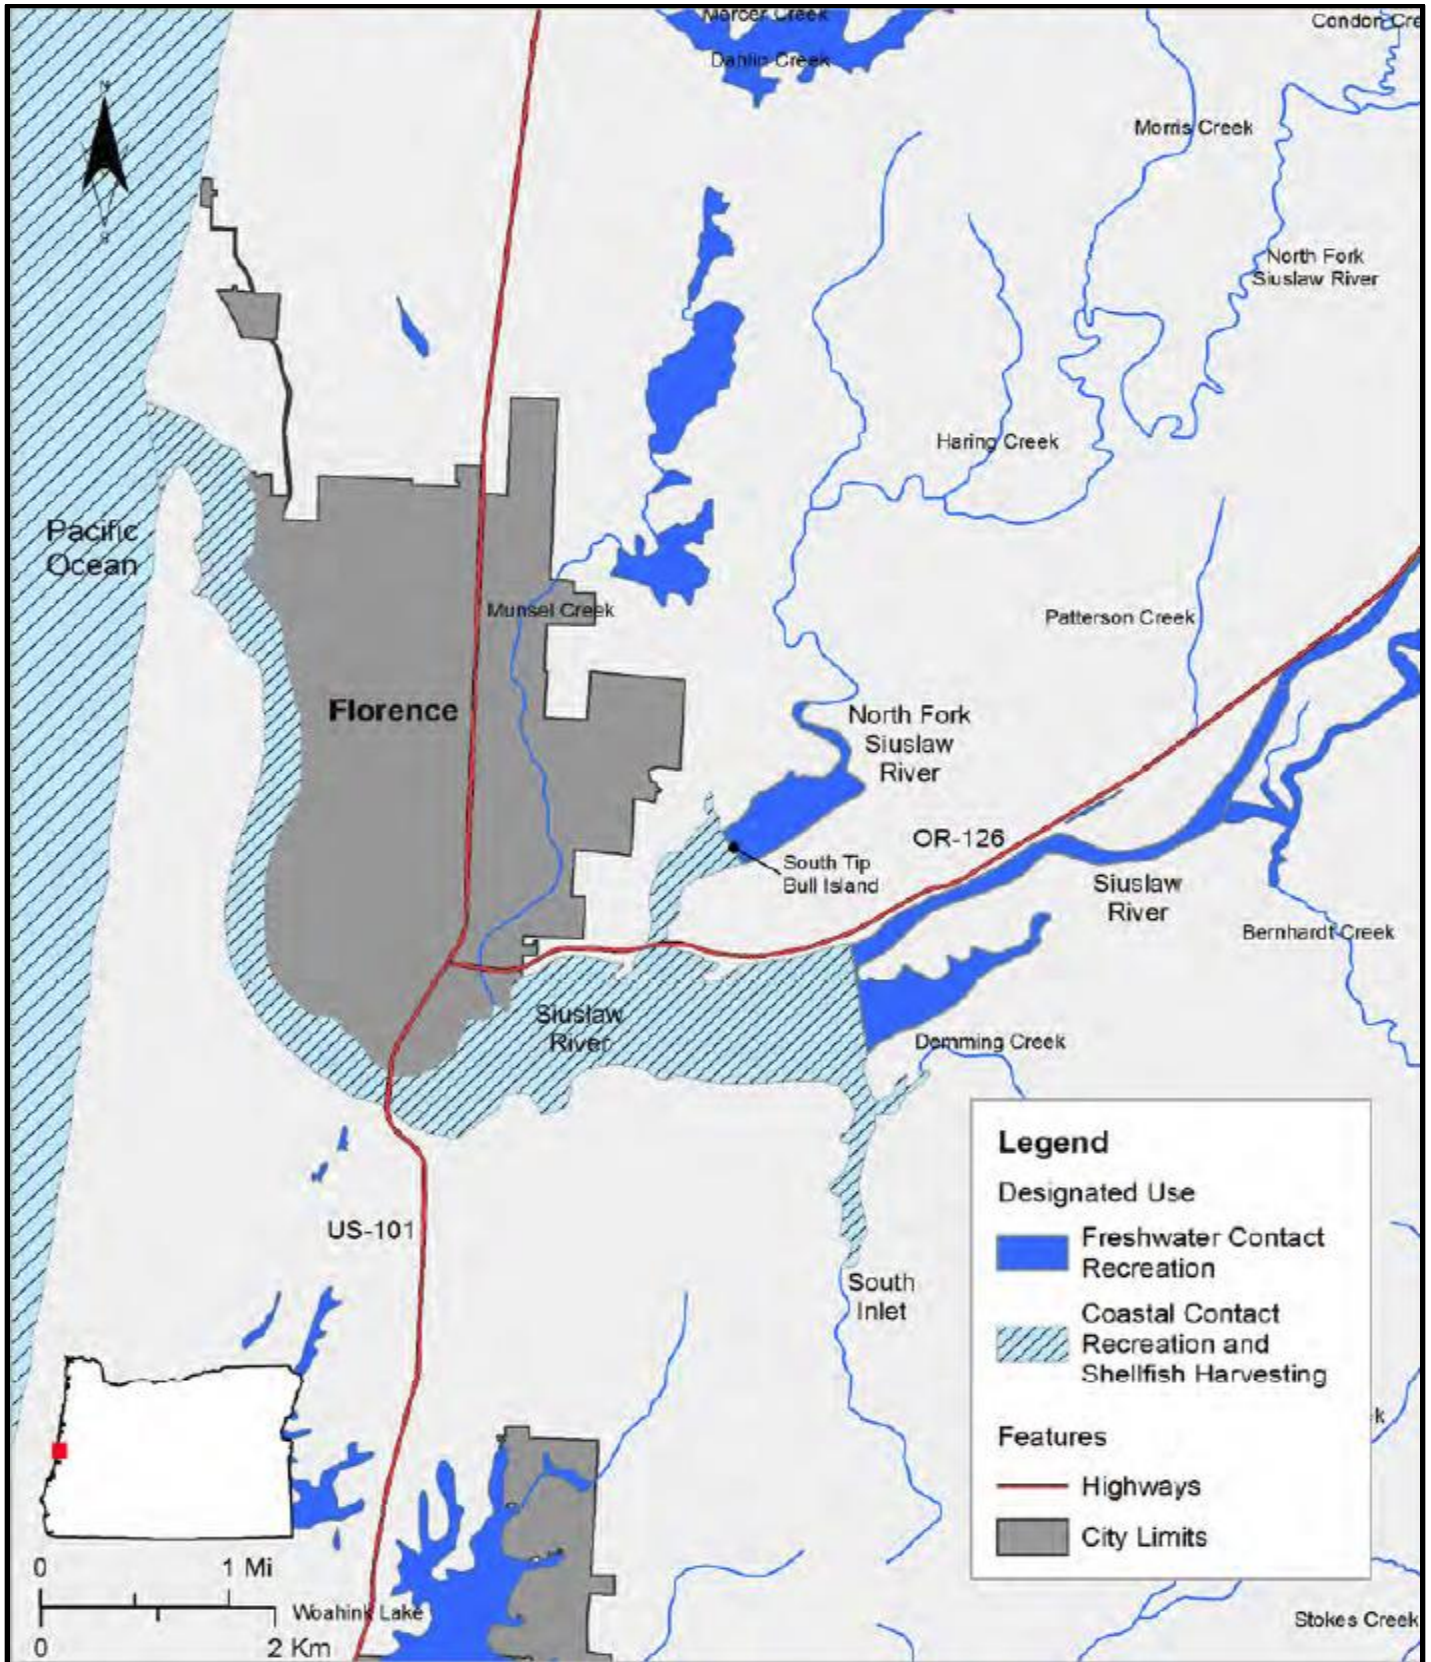 Mercer Creek
Condon Cre
Dahlin Creek
N
Morris Creek
S
North Fork
Siuslaw River
Haring Creek
Pacific
Ocean
Munsel Creek
Patterson Creek
Florence
North Fork
Siuslaw
River
OR-126
South Tip
Bull Island
Siuslaw
River
Bernhardt Creek
Siuslaw
River
Demming Creek
Legend
Designated Use
Freshwater Contact
Recreation
Coastal Contact
Recreation and
Shellfish Harvesting
Features
Highways
City Limits
US-101
South
Inlet
k
0 1 Mi
Woahink Lake
0 2 Km
Stokes Creek